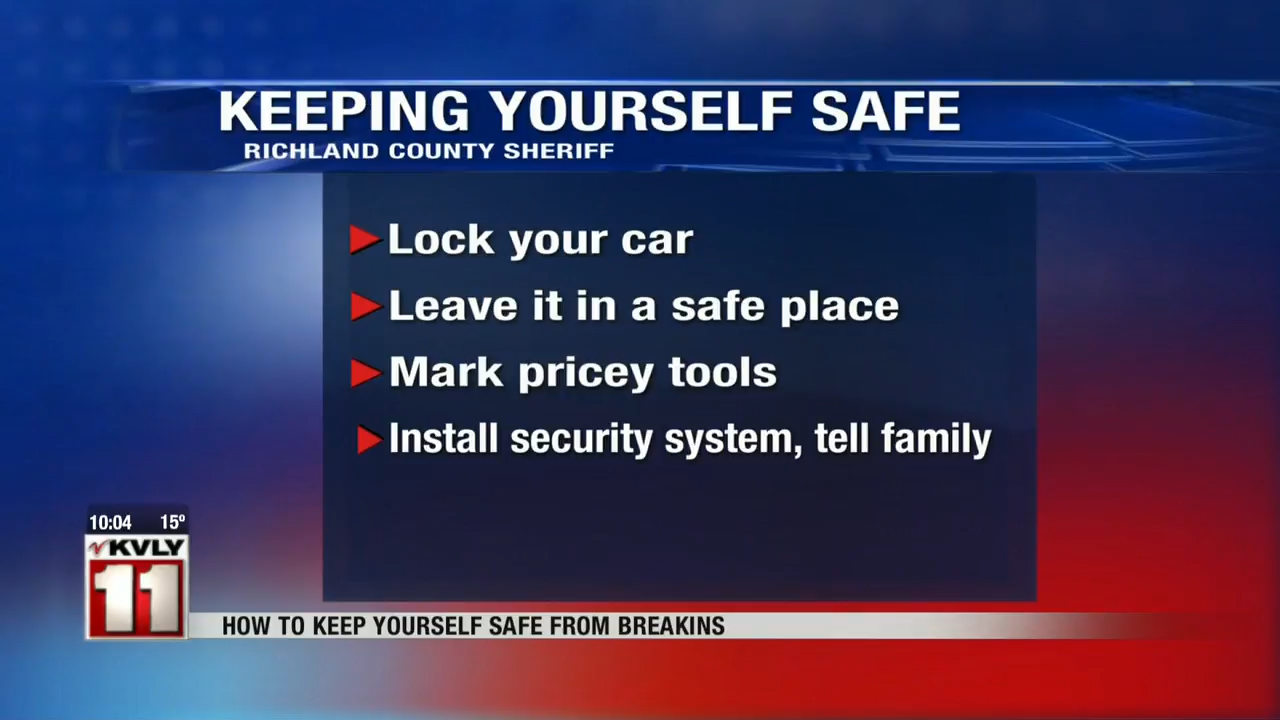 KEEPING YOURSELF SAFE
RICHLAND COUNTY SHERIFF
Lock your car
Leave it in a safe place
Mark pricey tools
Install security system, tell family
10:04 15º
KVLY
11
HOW TO KEEP YOURSELF SAFE FROM BREAKINS